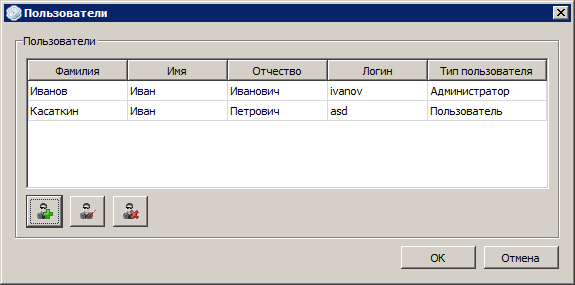 Пользователи
Пользователи
Фамилия Имя Отчество Логин Тип пользователя
Иванов Иван Иванович ivanov Администратор
Касаткин Иван Петрович asd Пользователь
OK Отмена